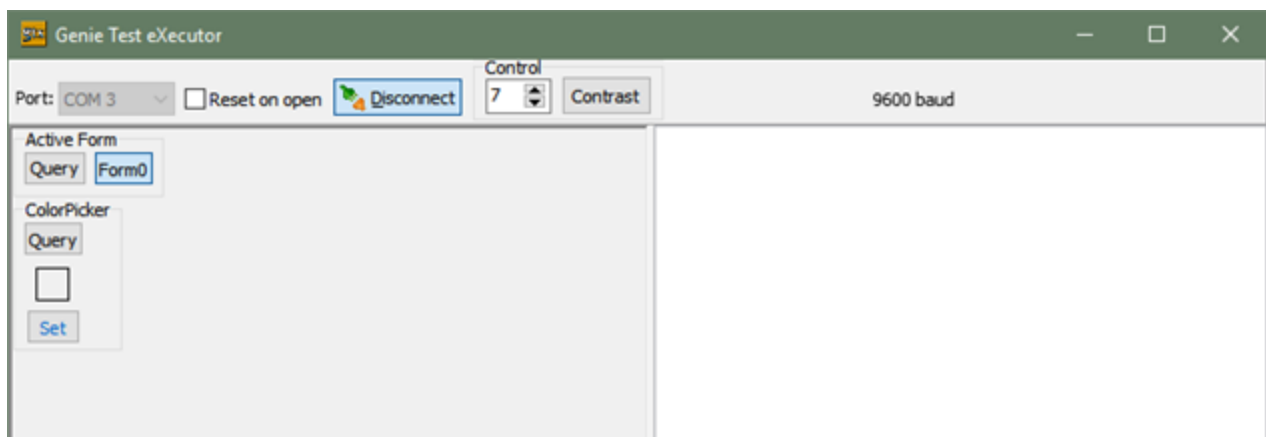 Genie Test eXecutor
Control
Port: COM 3 Reset on open Disconnect 7 Contrast 9600 baud
Active Form
Query Form0
ColorPicker
Query
Set